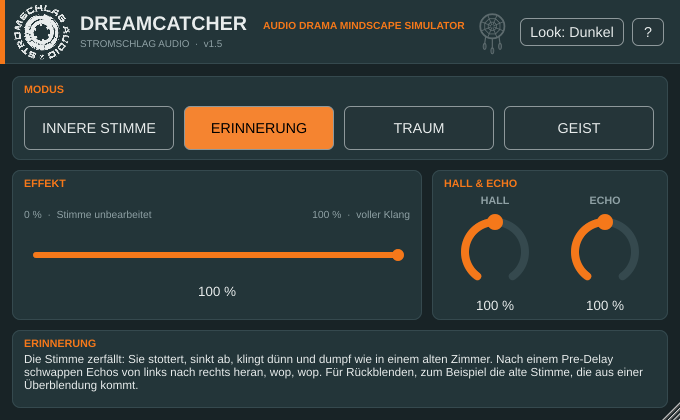 STROMSCHLAG AUDIO
DREAMCATCHER
STROMSCHLAG AUDIO · v1.5
AUDIO DRAMA MINDSCAPE SIMULATOR
Look: Dunkel
?
MODUS
INNERE STIMME
ERINNERUNG
TRAUM
GEIST
EFFEKT
0 % · Stimme unbearbeitet
100 % · voller Klang
100 %
HALL & ECHO
HALL
ECHO
100 %
100 %
ERINNERUNG
Die Stimme zerfällt: Sie stottert, sinkt ab, klingt dünn und dumpf wie in einem alten Zimmer. Nach einem Pre-Delay
schwappen Echos von links nach rechts heran, wop, wop. Für Rückblenden, zum Beispiel die alte Stimme, die aus einer
Überblendung kommt.